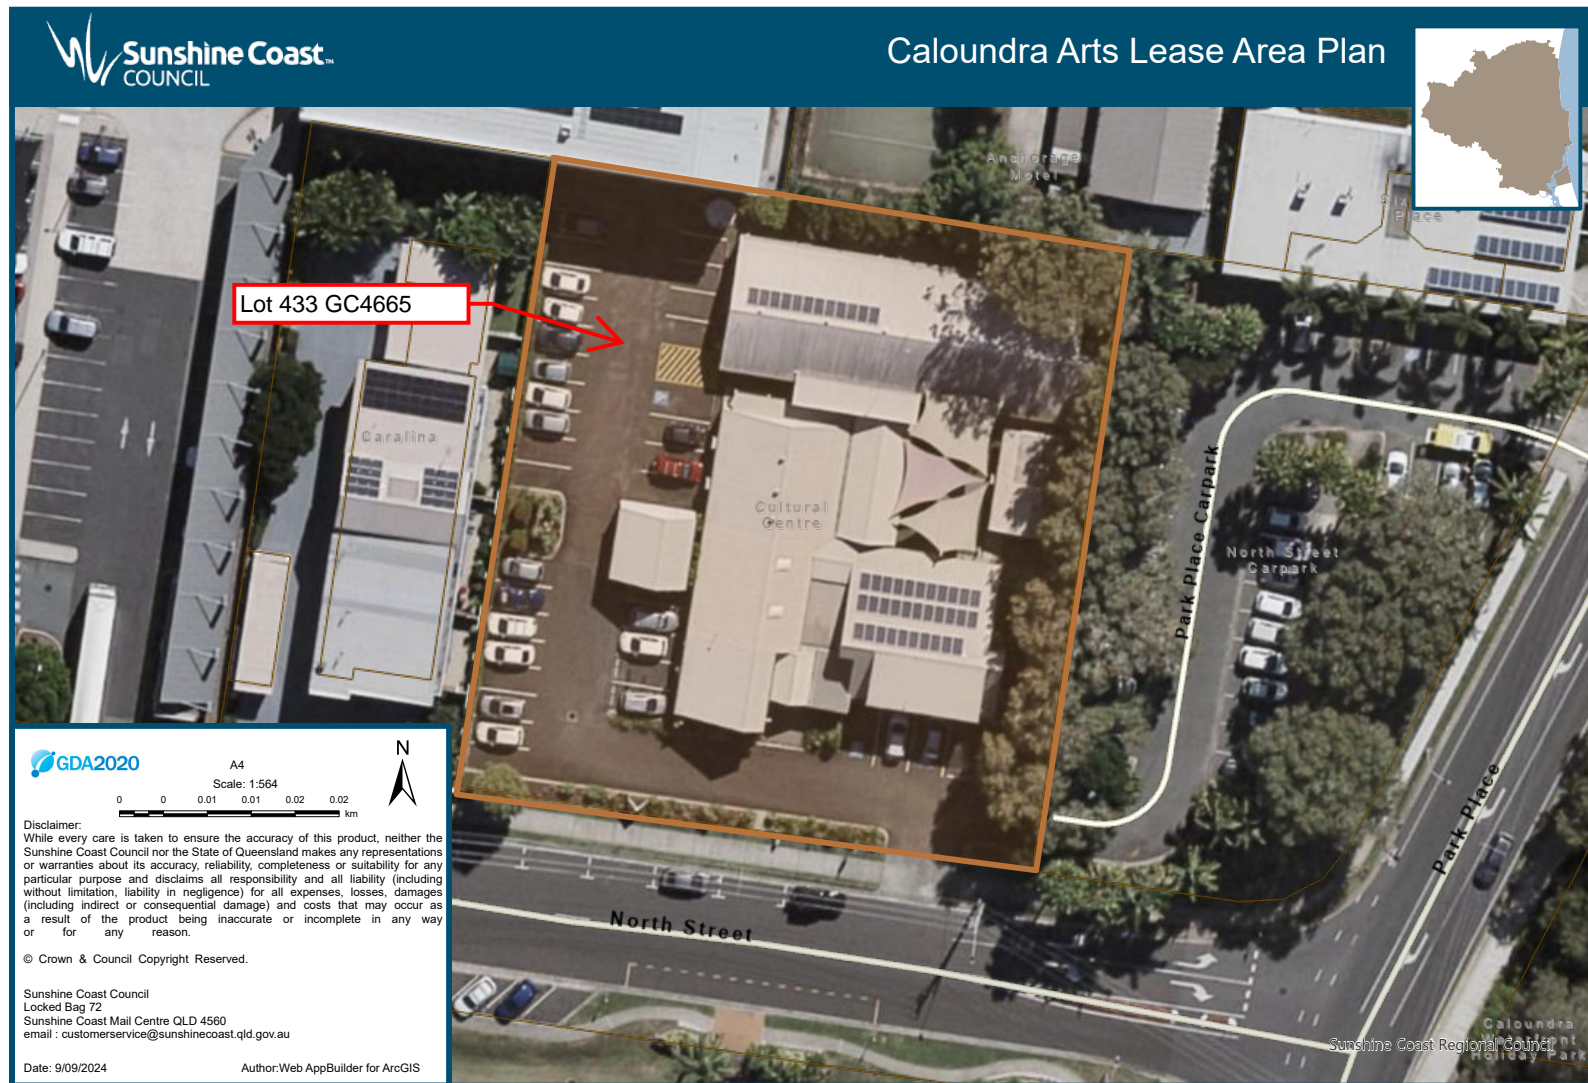 Sunshine Coast™
COUNCIL
Caloundra Arts Lease Area Plan
Anchorage
Motel
Place
Lot 433 GC4665
Caralina
Cultural
Centre
Park Place Carpark
North Street
Carpark
Park Place
North Street
Caloundra
Waterfront
Holiday Park
Sunshine Coast Regional Council
GDA2020
A4
Scale: 1:564
N
0 0 0.01 0.01 0.02 0.02
km
Disclaimer:
While every care is taken to ensure the accuracy of this product, neither the
Sunshine Coast Council nor the State of Queensland makes any representations
or warranties about its accuracy, reliability, completeness or suitability for any
particular purpose and disclaims all responsibility and all liability (including
without limitation, liability in negligence) for all expenses, losses, damages
(including indirect or consequential damage) and costs that may occur as
a result of the product being inaccurate or incomplete in any way
or for any reason.
© Crown & Council Copyright Reserved.
Sunshine Coast Council
Locked Bag 72
Sunshine Coast Mail Centre QLD 4560
email : customerservice@sunshinecoast.qld.gov.au
Date: 9/09/2024
Author:Web AppBuilder for ArcGIS